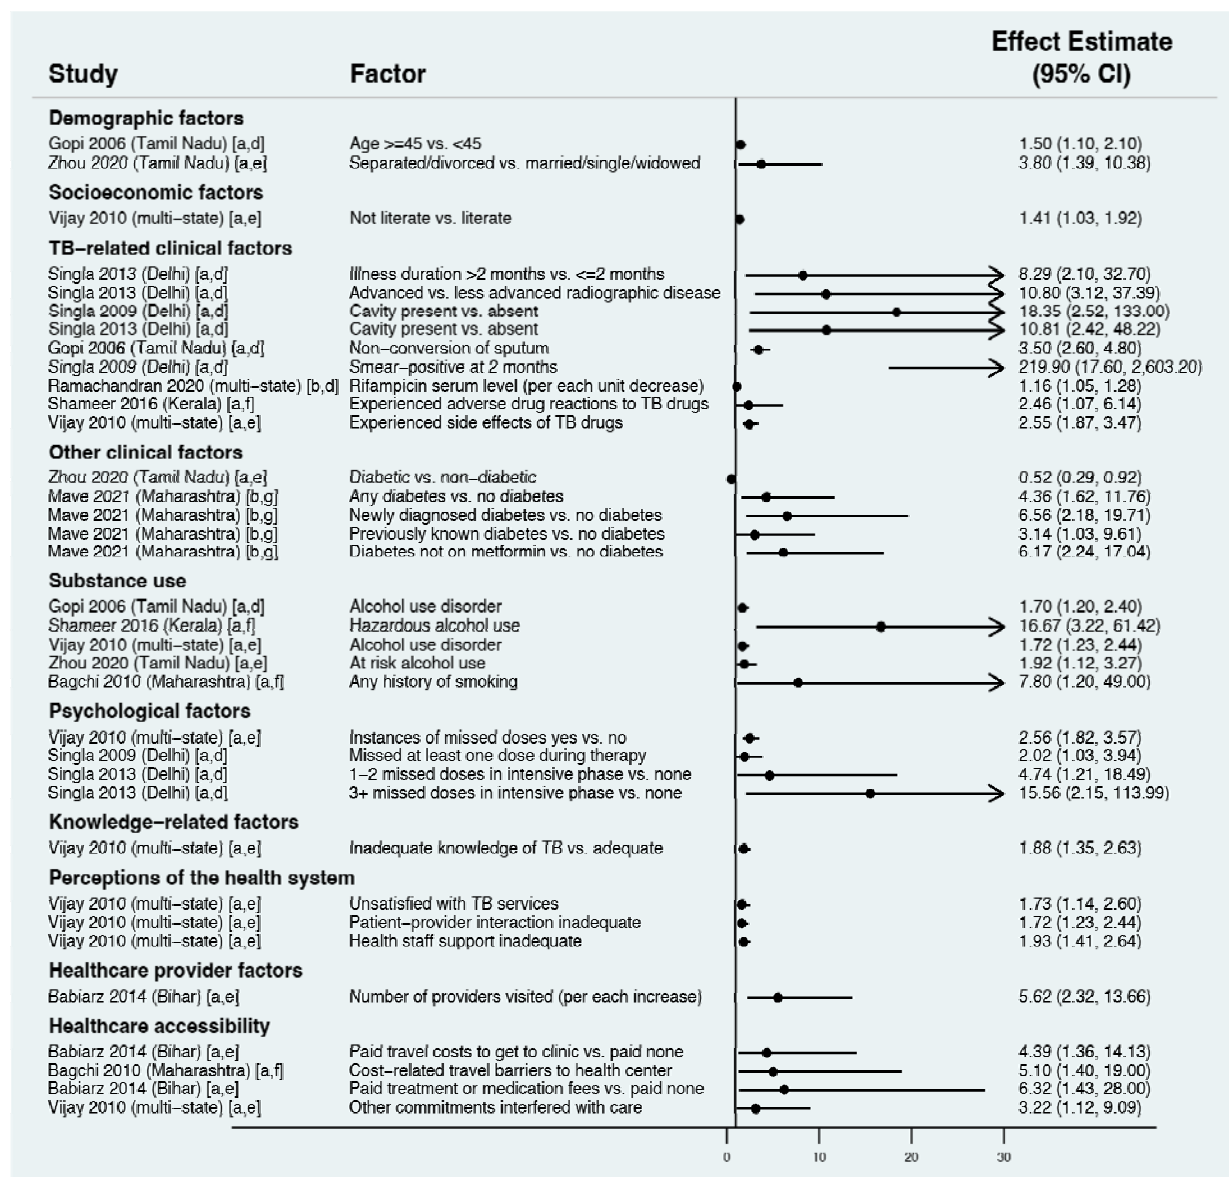 Study Factor Effect Estimate (95% CI)
Demographic factors
Gopi 2006 (Tamil Nadu) [a,d] Age >=45 vs. <45 1.50 (1.10, 2.10)
Zhou 2020 (Tamil Nadu) [a,e] Separated/divorced vs. married/single/widowed 3.80 (1.39, 10.38)
Socioeconomic factors
Vijay 2010 (multi–state) [a,e] Not literate vs. literate 1.41 (1.03, 1.92)
TB–related clinical factors
Singla 2013 (Delhi) [a,d] Illness duration >2 months vs. <=2 months 8.29 (2.10, 32.70)
Singla 2013 (Delhi) [a,d] Advanced vs. less advanced radiographic disease 10.80 (3.12, 37.39)
Singla 2009 (Delhi) [a,d] Cavity present vs. absent 18.35 (2.52, 133.00)
Singla 2013 (Delhi) [a,d] Cavity present vs. absent 10.81 (2.42, 48.22)
Gopi 2006 (Tamil Nadu) [a,d] Non–conversion of sputum 3.50 (2.60, 4.80)
Singla 2009 (Delhi) [a,d] Smear–positive at 2 months 219.90 (17.60, 2,603.20)
Ramachandran 2020 (multi–state) [b,d] Rifampicin serum level (per each unit decrease) 1.16 (1.05, 1.28)
Shameer 2016 (Kerala) [a,f] Experienced adverse drug reactions to TB drugs 2.46 (1.07, 6.14)
Vijay 2010 (multi–state) [a,e] Experienced side effects of TB drugs 2.55 (1.87, 3.47)
Other clinical factors
Zhou 2020 (Tamil Nadu) [a,e] Diabetic vs. non–diabetic 0.52 (0.29, 0.92)
Mave 2021 (Maharashtra) [b,g] Any diabetes vs. no diabetes 4.36 (1.62, 11.76)
Mave 2021 (Maharashtra) [b,g] Newly diagnosed diabetes vs. no diabetes 6.56 (2.18, 19.71)
Mave 2021 (Maharashtra) [b,g] Previously known diabetes vs. no diabetes 3.14 (1.03, 9.61)
Mave 2021 (Maharashtra) [b,g] Diabetes not on metformin vs. no diabetes 6.17 (2.24, 17.04)
Substance use
Gopi 2006 (Tamil Nadu) [a,d] Alcohol use disorder 1.70 (1.20, 2.40)
Shameer 2016 (Kerala) [a,f] Hazardous alcohol use 16.67 (3.22, 61.42)
Vijay 2010 (multi–state) [a,e] Alcohol use disorder 1.72 (1.23, 2.44)
Zhou 2020 (Tamil Nadu) [a,e] At risk alcohol use 1.92 (1.12, 3.27)
Bagchi 2010 (Maharashtra) [a,f] Any history of smoking 7.80 (1.20, 49.00)
Psychological factors
Vijay 2010 (multi–state) [a,e] Instances of missed doses yes vs. no 2.56 (1.82, 3.57)
Singla 2009 (Delhi) [a,d] Missed at least one dose during therapy 2.02 (1.03, 3.94)
Singla 2013 (Delhi) [a,d] 1–2 missed doses in intensive phase vs. none 4.74 (1.21, 18.49)
Singla 2013 (Delhi) [a,d] 3+ missed doses in intensive phase vs. none 15.56 (2.15, 113.99)
Knowledge–related factors
Vijay 2010 (multi–state) [a,e] Inadequate knowledge of TB vs. adequate 1.88 (1.35, 2.63)
Perceptions of the health system
Vijay 2010 (multi–state) [a,e] Unsatisfied with TB services 1.73 (1.14, 2.60)
Vijay 2010 (multi–state) [a,e] Patient–provider interaction inadequate 1.72 (1.23, 2.44)
Vijay 2010 (multi–state) [a,e] Health staff support inadequate 1.93 (1.41, 2.64)
Healthcare provider factors
Babiarz 2014 (Bihar) [a,e] Number of providers visited (per each increase) 5.62 (2.32, 13.66)
Healthcare accessibility
Babiarz 2014 (Bihar) [a,e] Paid travel costs to get to clinic vs. paid none 4.39 (1.36, 14.13)
Bagchi 2010 (Maharashtra) [a,f] Cost–related travel barriers to health center 5.10 (1.40, 19.00)
Babiarz 2014 (Bihar) [a,e] Paid treatment or medication fees vs. paid none 6.32 (1.43, 28.00)
Vijay 2010 (multi–state) [a,e] Other commitments interfered with care 3.22 (1.12, 9.09)
0 10 20 30